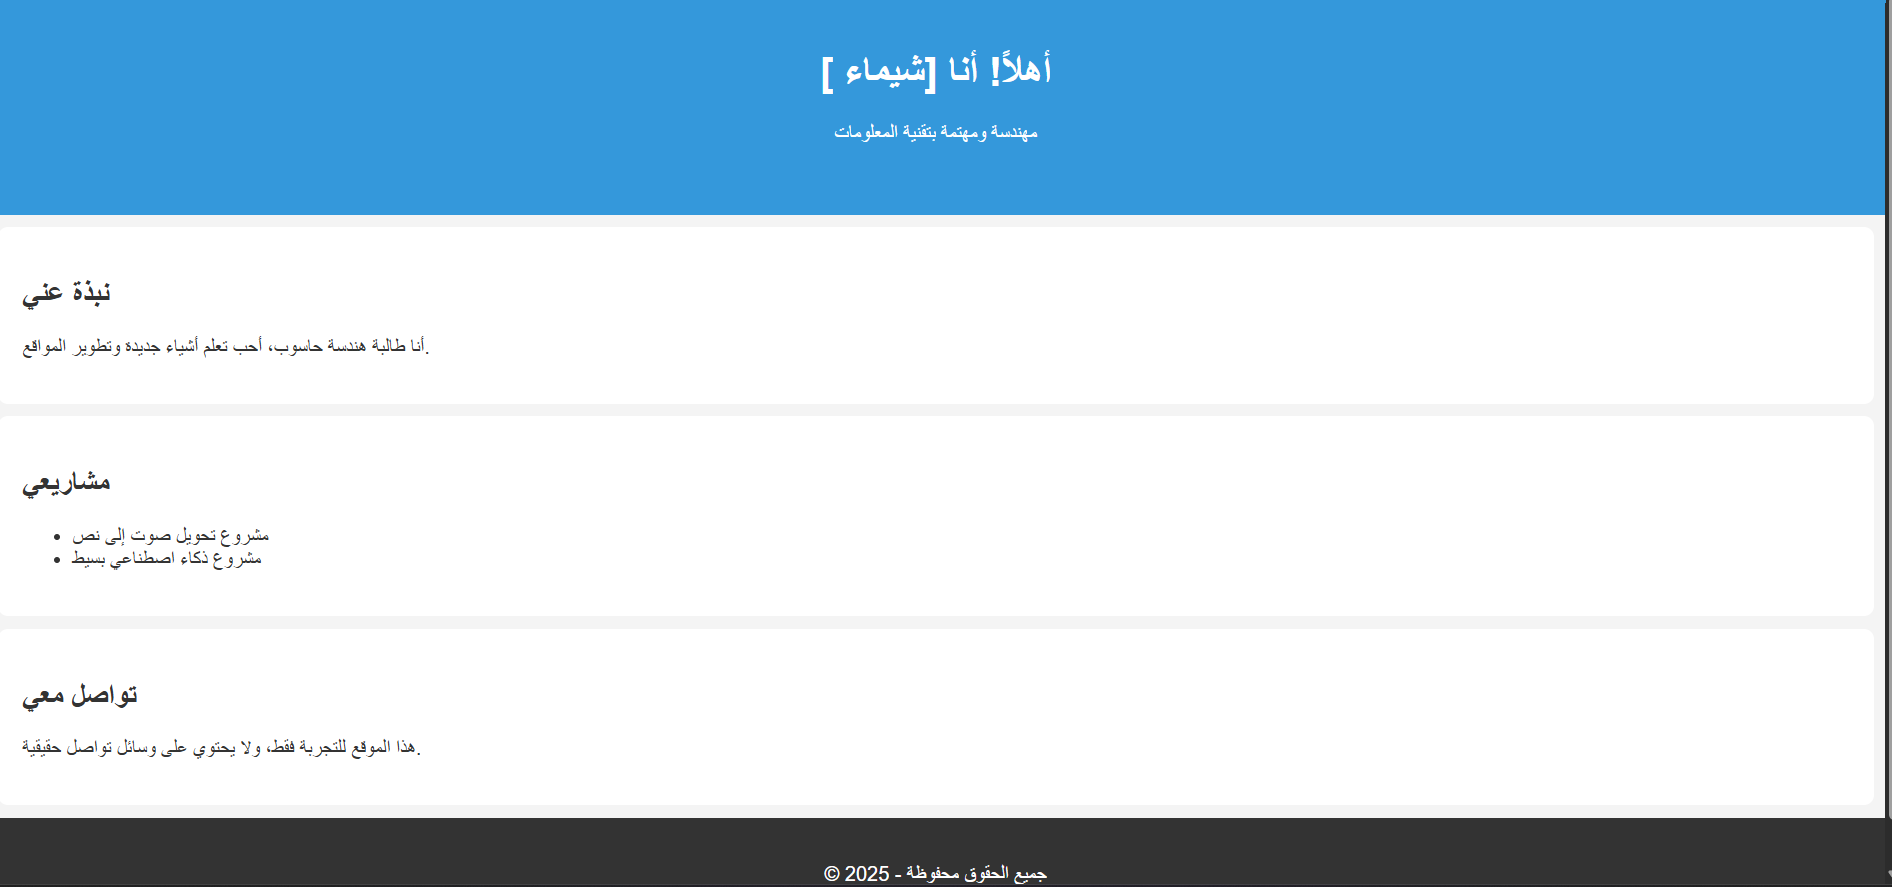 أهلاً! أنا [شيماء ]
مهندسة ومهتمة بتقنية المعلومات
نبذة عني
أنا طالبة هندسة حاسوب، أحب تعلم أشياء جديدة وتطوير المواقع.
مشاريعي
• مشروع تحويل صوت إلى نص
• مشروع ذكاء اصطناعي بسيط
تواصل معي
هذا الموقع للتجربة فقط، ولا يحتوي على وسائل تواصل حقيقية.
جميع الحقوق محفوظة - 2025 ©